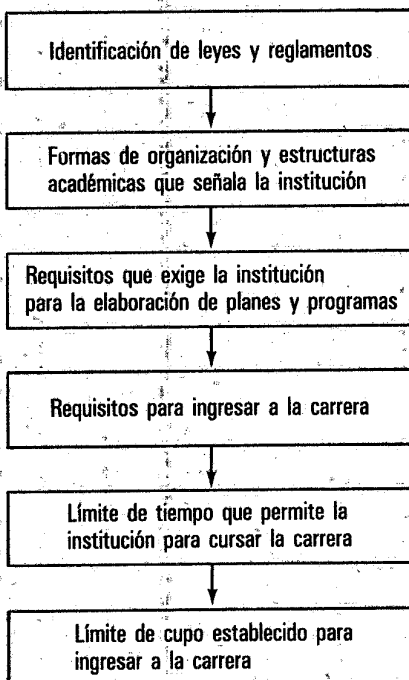 Identificación de leyes y reglamentos
Formas de organización y estructuras
académicas que señala la institución
Requisitos que exige la institución
para la elaboración de planes y programas
Requisitos para ingresar a la carrera
Límite de tiempo que permite la
institución para cursar la carrera
Límite de cupo establecido para
ingresar a la carrera